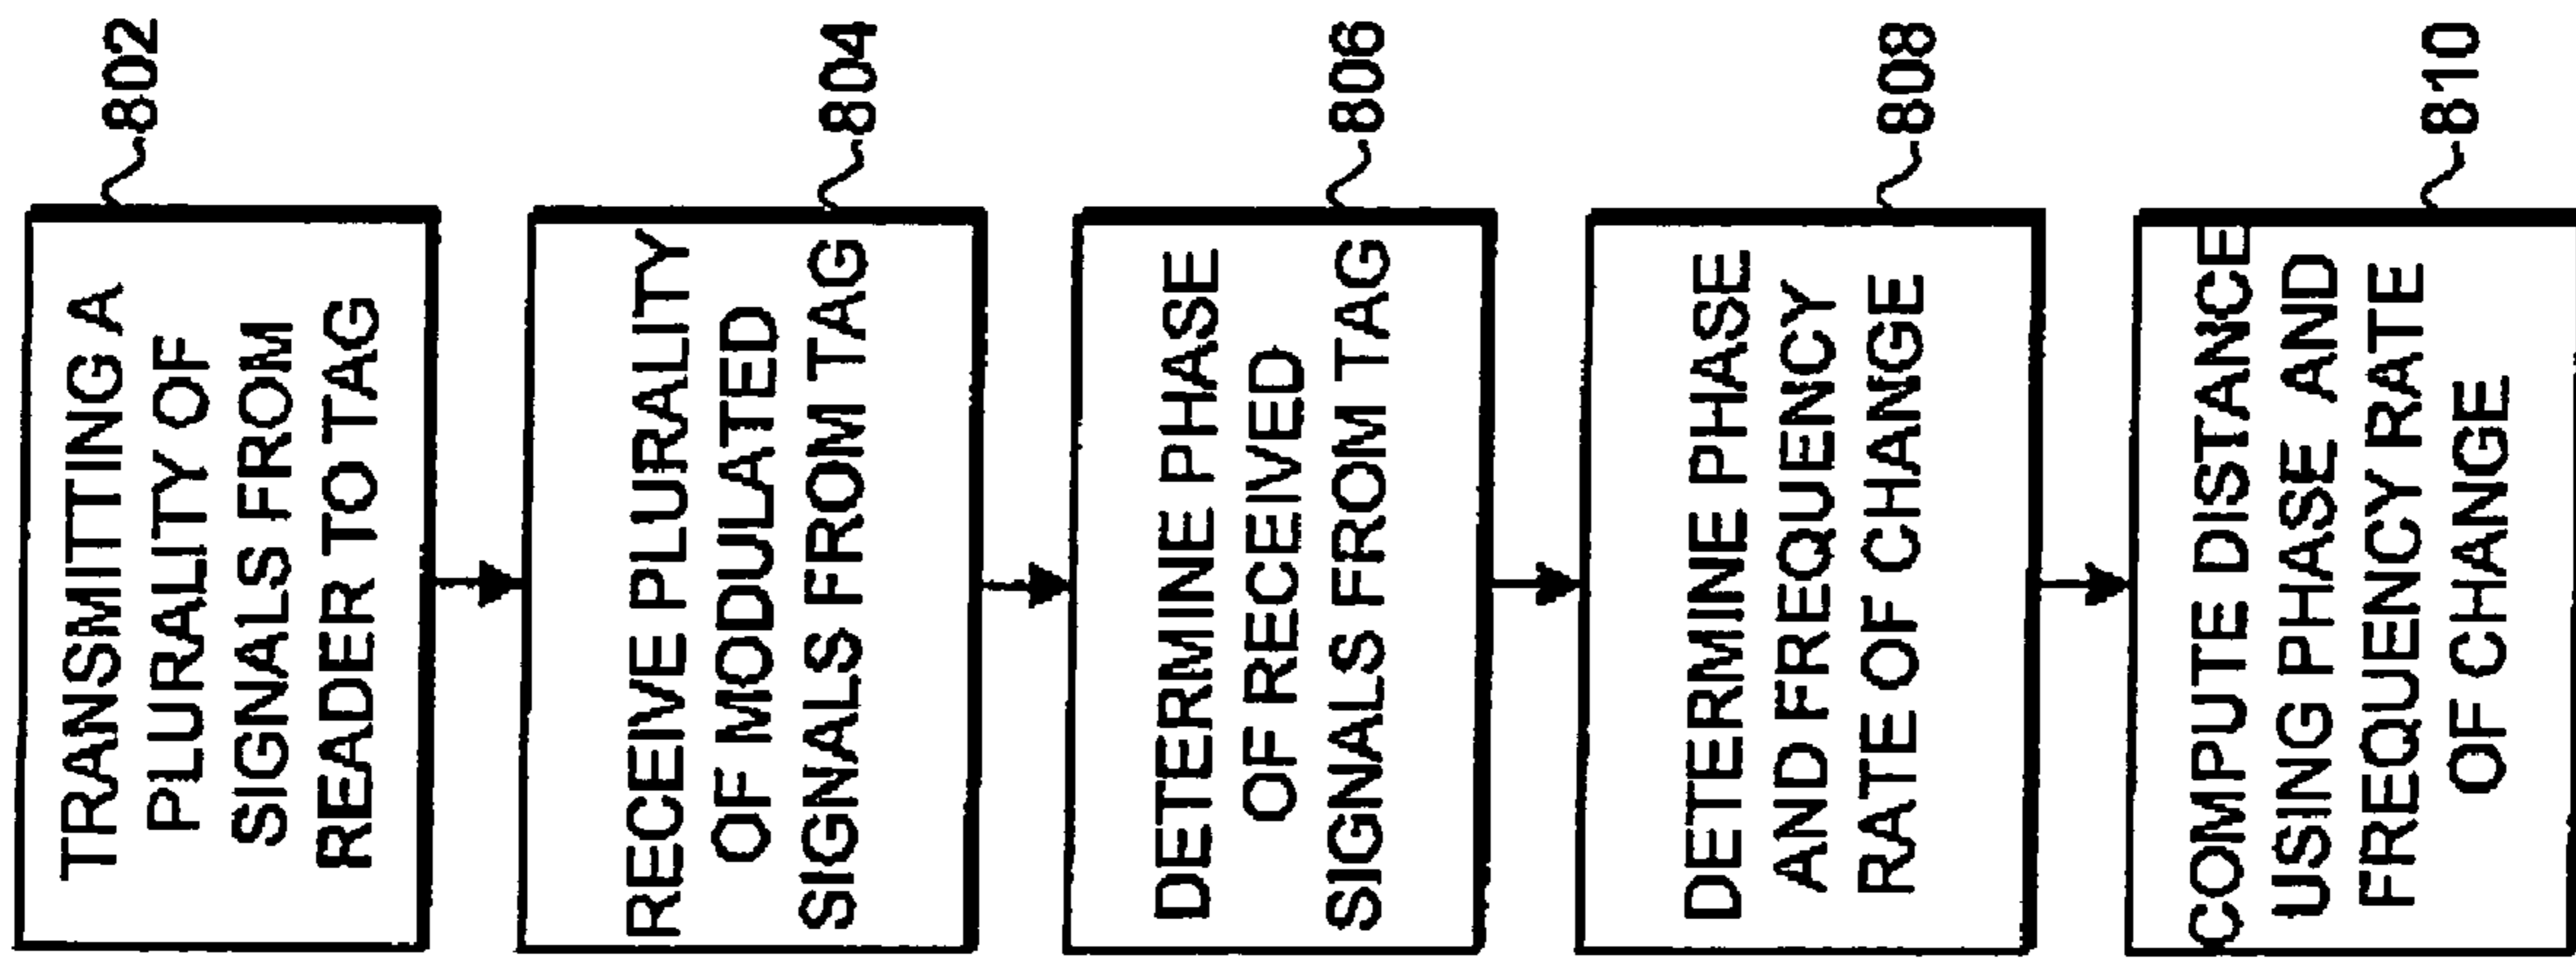 TRANSMITTING A
PLURALITY OF
SIGNALS FROM
READER TO TAG
802
RECEIVE PLURALITY
OF MODULATED
SIGNALS FROM TAG
804
DETERMINE PHASE
OF RECEIVED
SIGNALS FROM TAG
806
DETERMINE PHASE
AND FREQUENCY
RATE OF CHANGE
808
COMPUTE DISTANCE
USING PHASE AND
FREQUENCY RATE
OF CHANGE
810